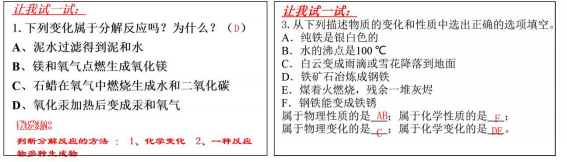 让我试一试：
1. 下列变化属于分解反应吗？为什么？（D）
A、泥水过滤得到泥和水
B、镁和氧气点燃生成氧化镁
C、石蜡在氧气中燃烧生成水和二氧化碳
D、氧化汞加热后变成汞和氧气
判断分解反应的方法：1、化学变化 2、一种反应
物多种生成物
让我试一试：
3. 从下列描述物质的变化和性质中选出正确的选项填空。
A. 纯铁是银白色的
B. 水的沸点是100 ℃
C. 白云变成雨滴或雪花降落到地面
D. 铁矿石冶炼成钢铁
E. 煤着火燃烧，残余一堆灰烬
F. 钢铁能变成铁锈
属于物理性质的是 AB；属于化学性质的是 F；
属于物理变化的是 C；属于化学变化的是 DE。